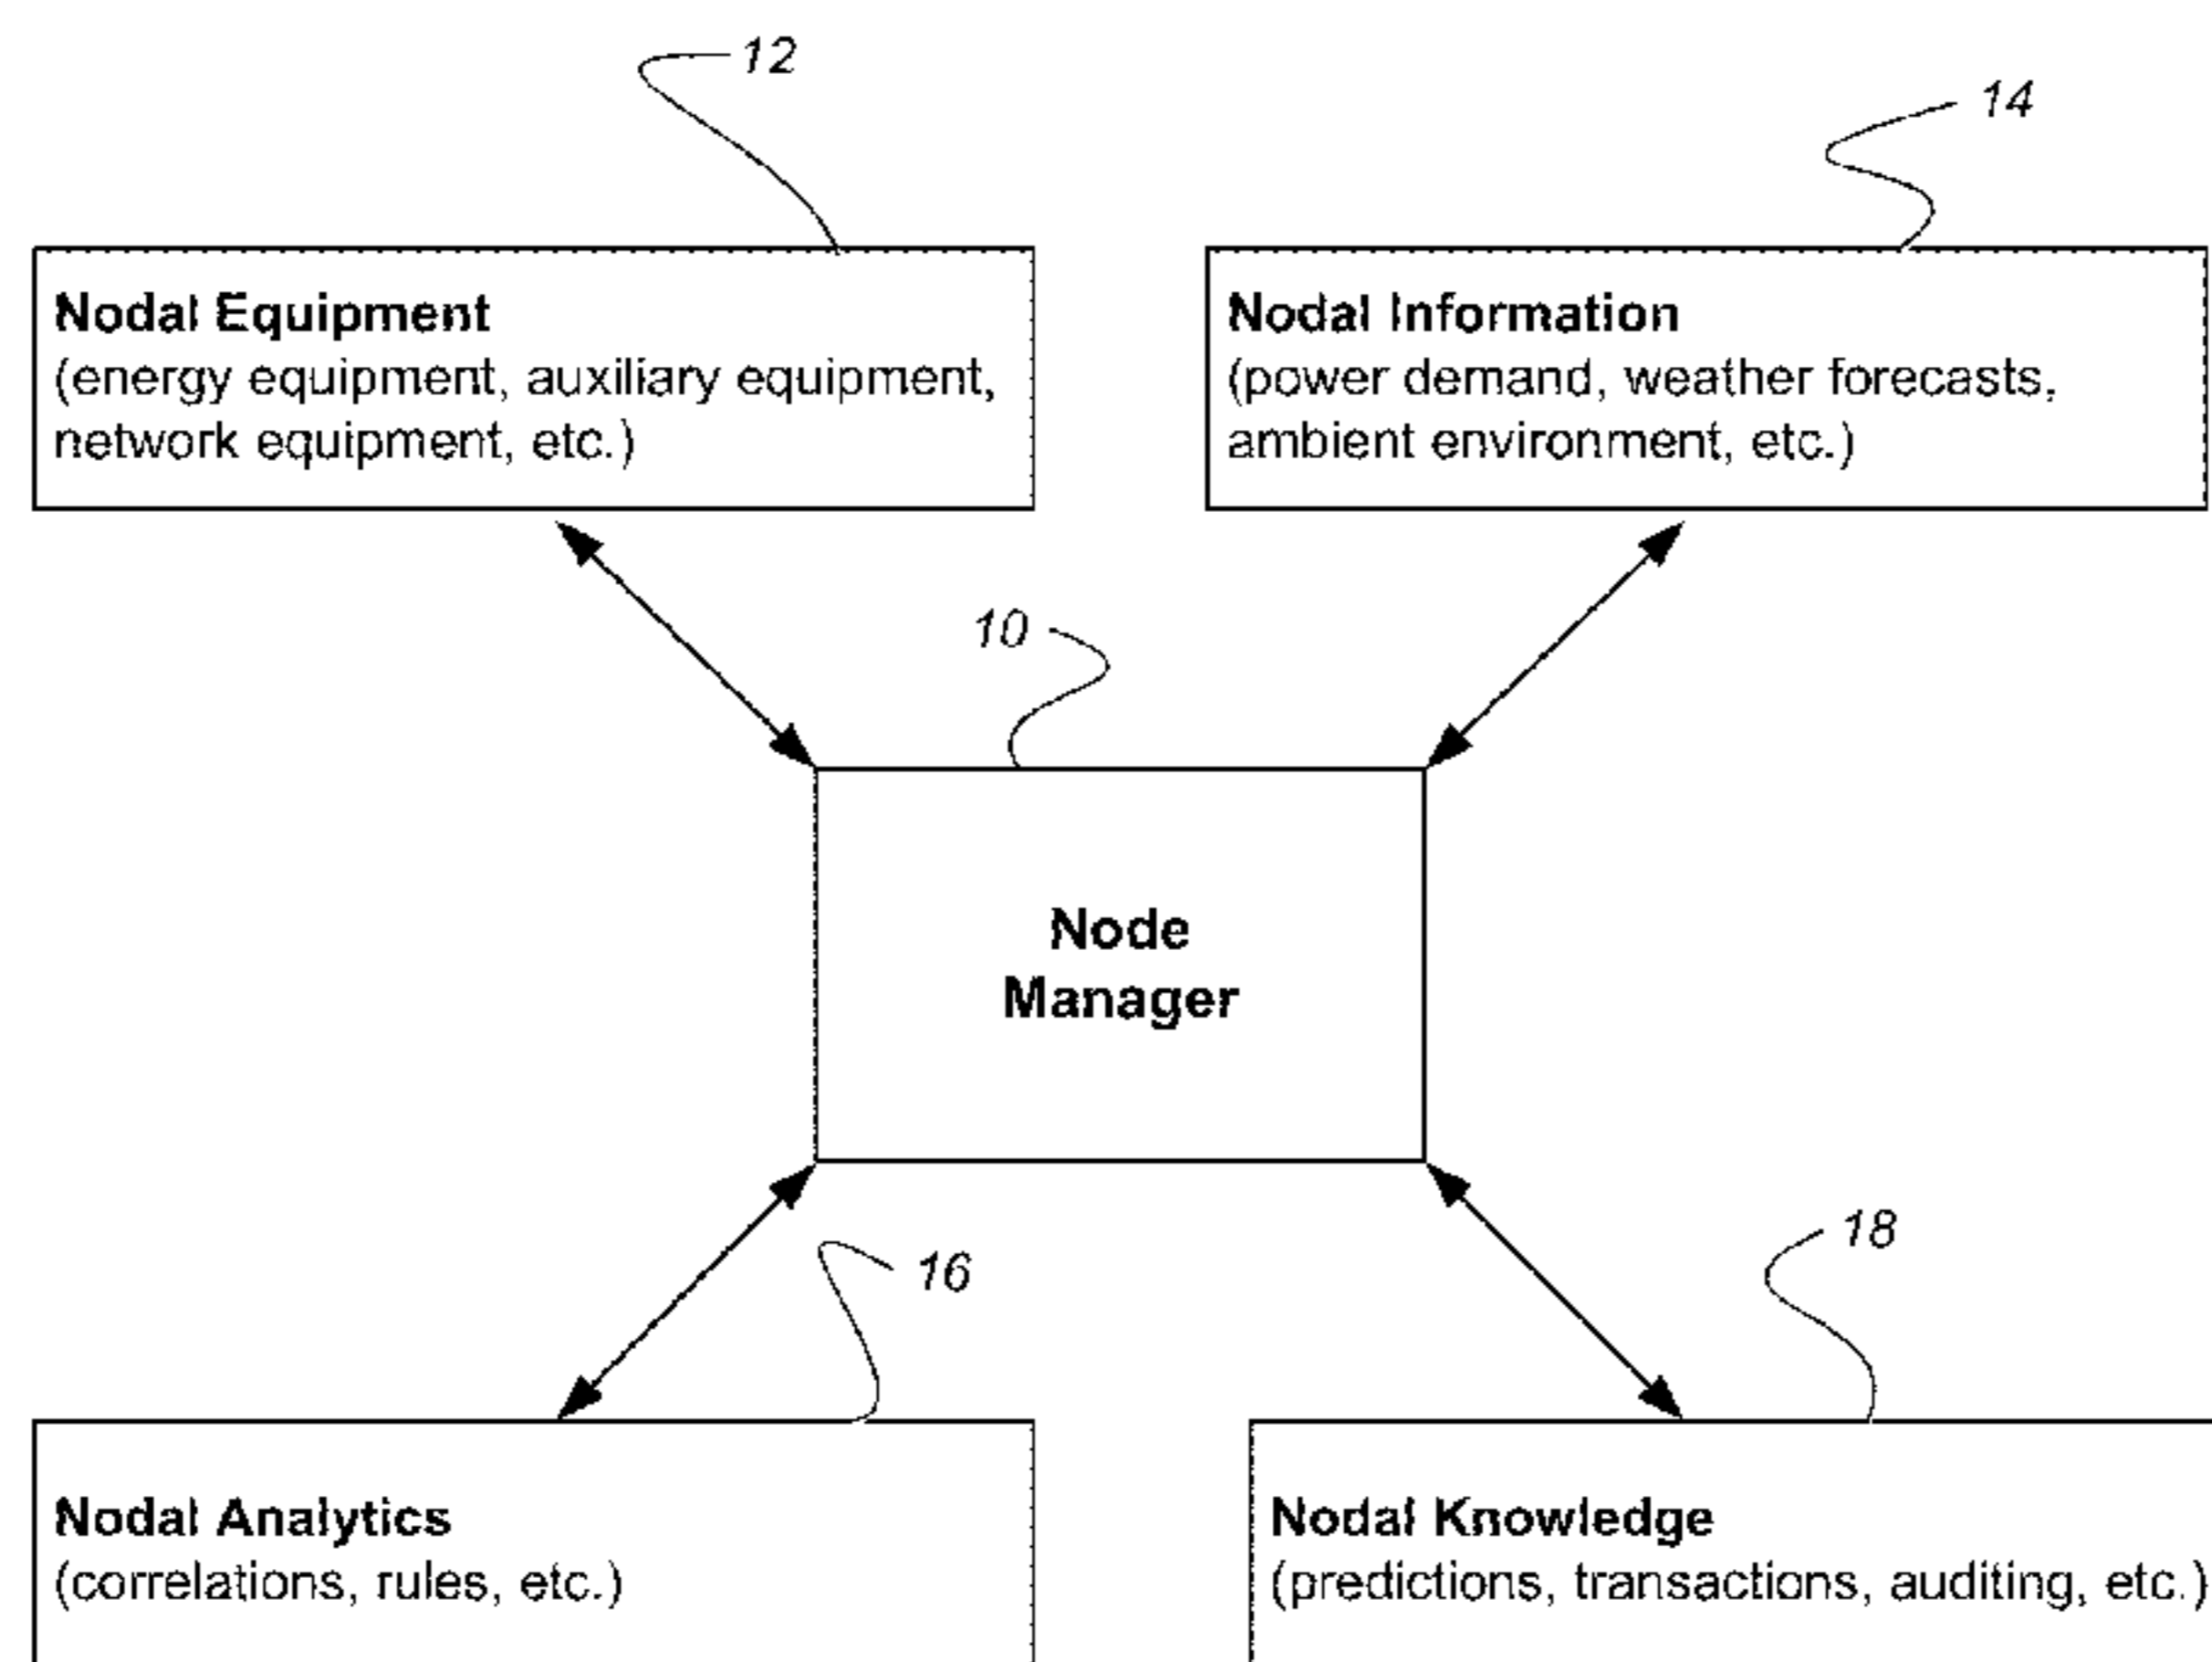 12
14
Nodal Equipment
(energy equipment, auxiliary equipment,
network equipment, etc.)
Nodal Information
(power demand, weather forecasts,
ambient environment, etc.)
10
Node
Manager
16
18
Nodal Analytics
(correlations, rules, etc.)
Nodal Knowledge
(predictions, transactions, auditing, etc.)